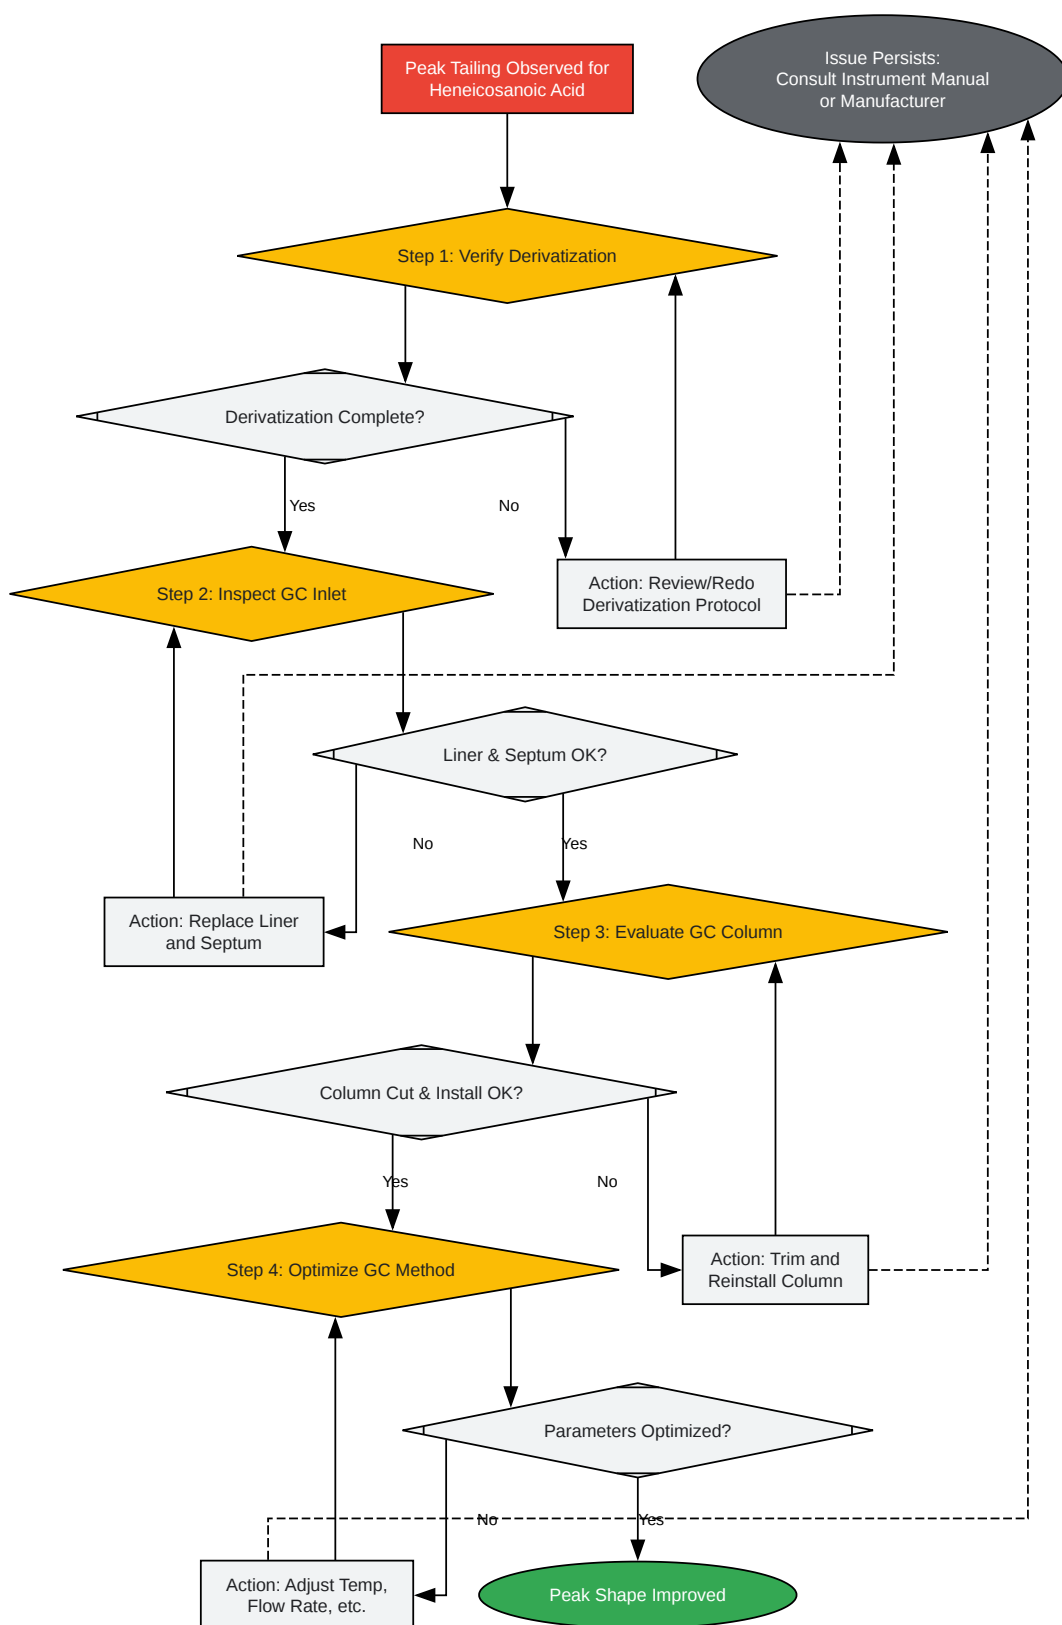 Peak Tailing Observed for
Heneicosanoic Acid
Issue Persists:
Consult Instrument Manual
or Manufacturer
Step 1: Verify Derivatization
Derivatization Complete?
Yes
No
Step 2: Inspect GC Inlet
Action: Review/Redo
Derivatization Protocol
Liner & Septum OK?
No
Yes
Action: Replace Liner
and Septum
Step 3: Evaluate GC Column
Column Cut & Install OK?
Yes
No
Step 4: Optimize GC Method
Action: Trim and
Reinstall Column
Parameters Optimized?
No
Yes
Action: Adjust Temp,
Flow Rate, etc.
Peak Shape Improved